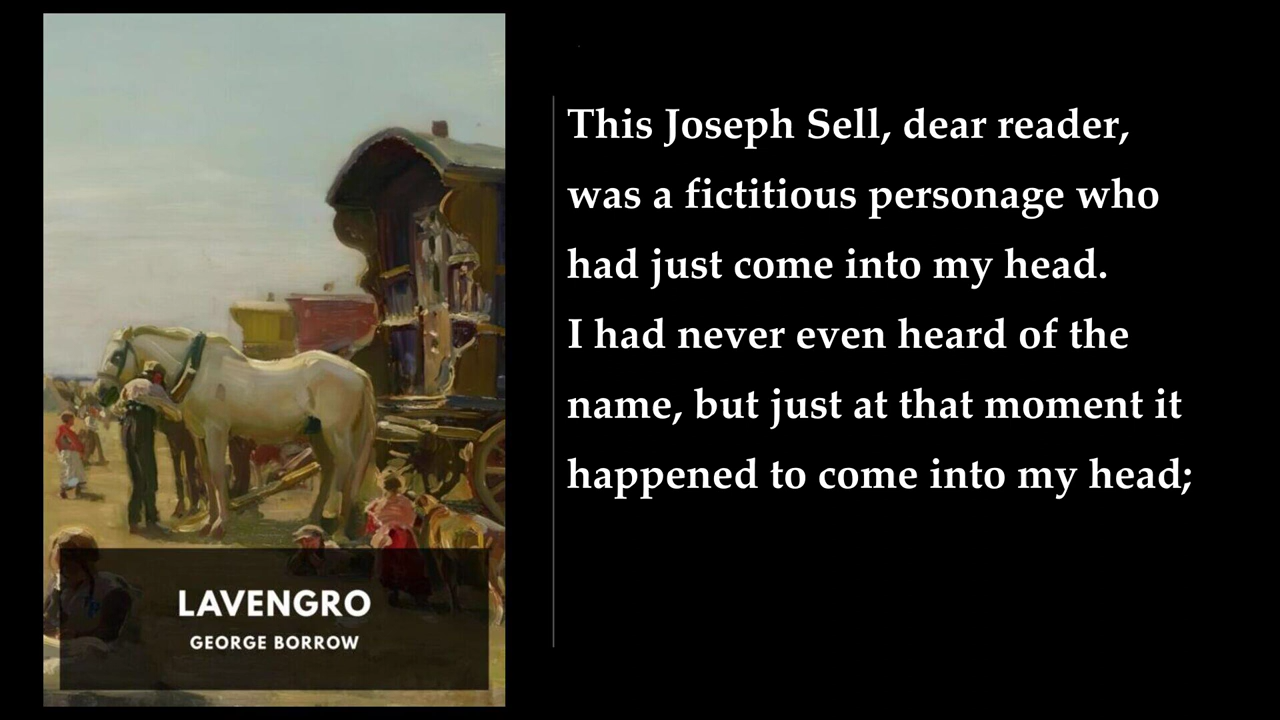 LAVENGRO
GEORGE BORROW
This Joseph Sell, dear reader,
was a fictitious personage who
had just come into my head.
I had never even heard of the
name, but just at that moment it
happened to come into my head;